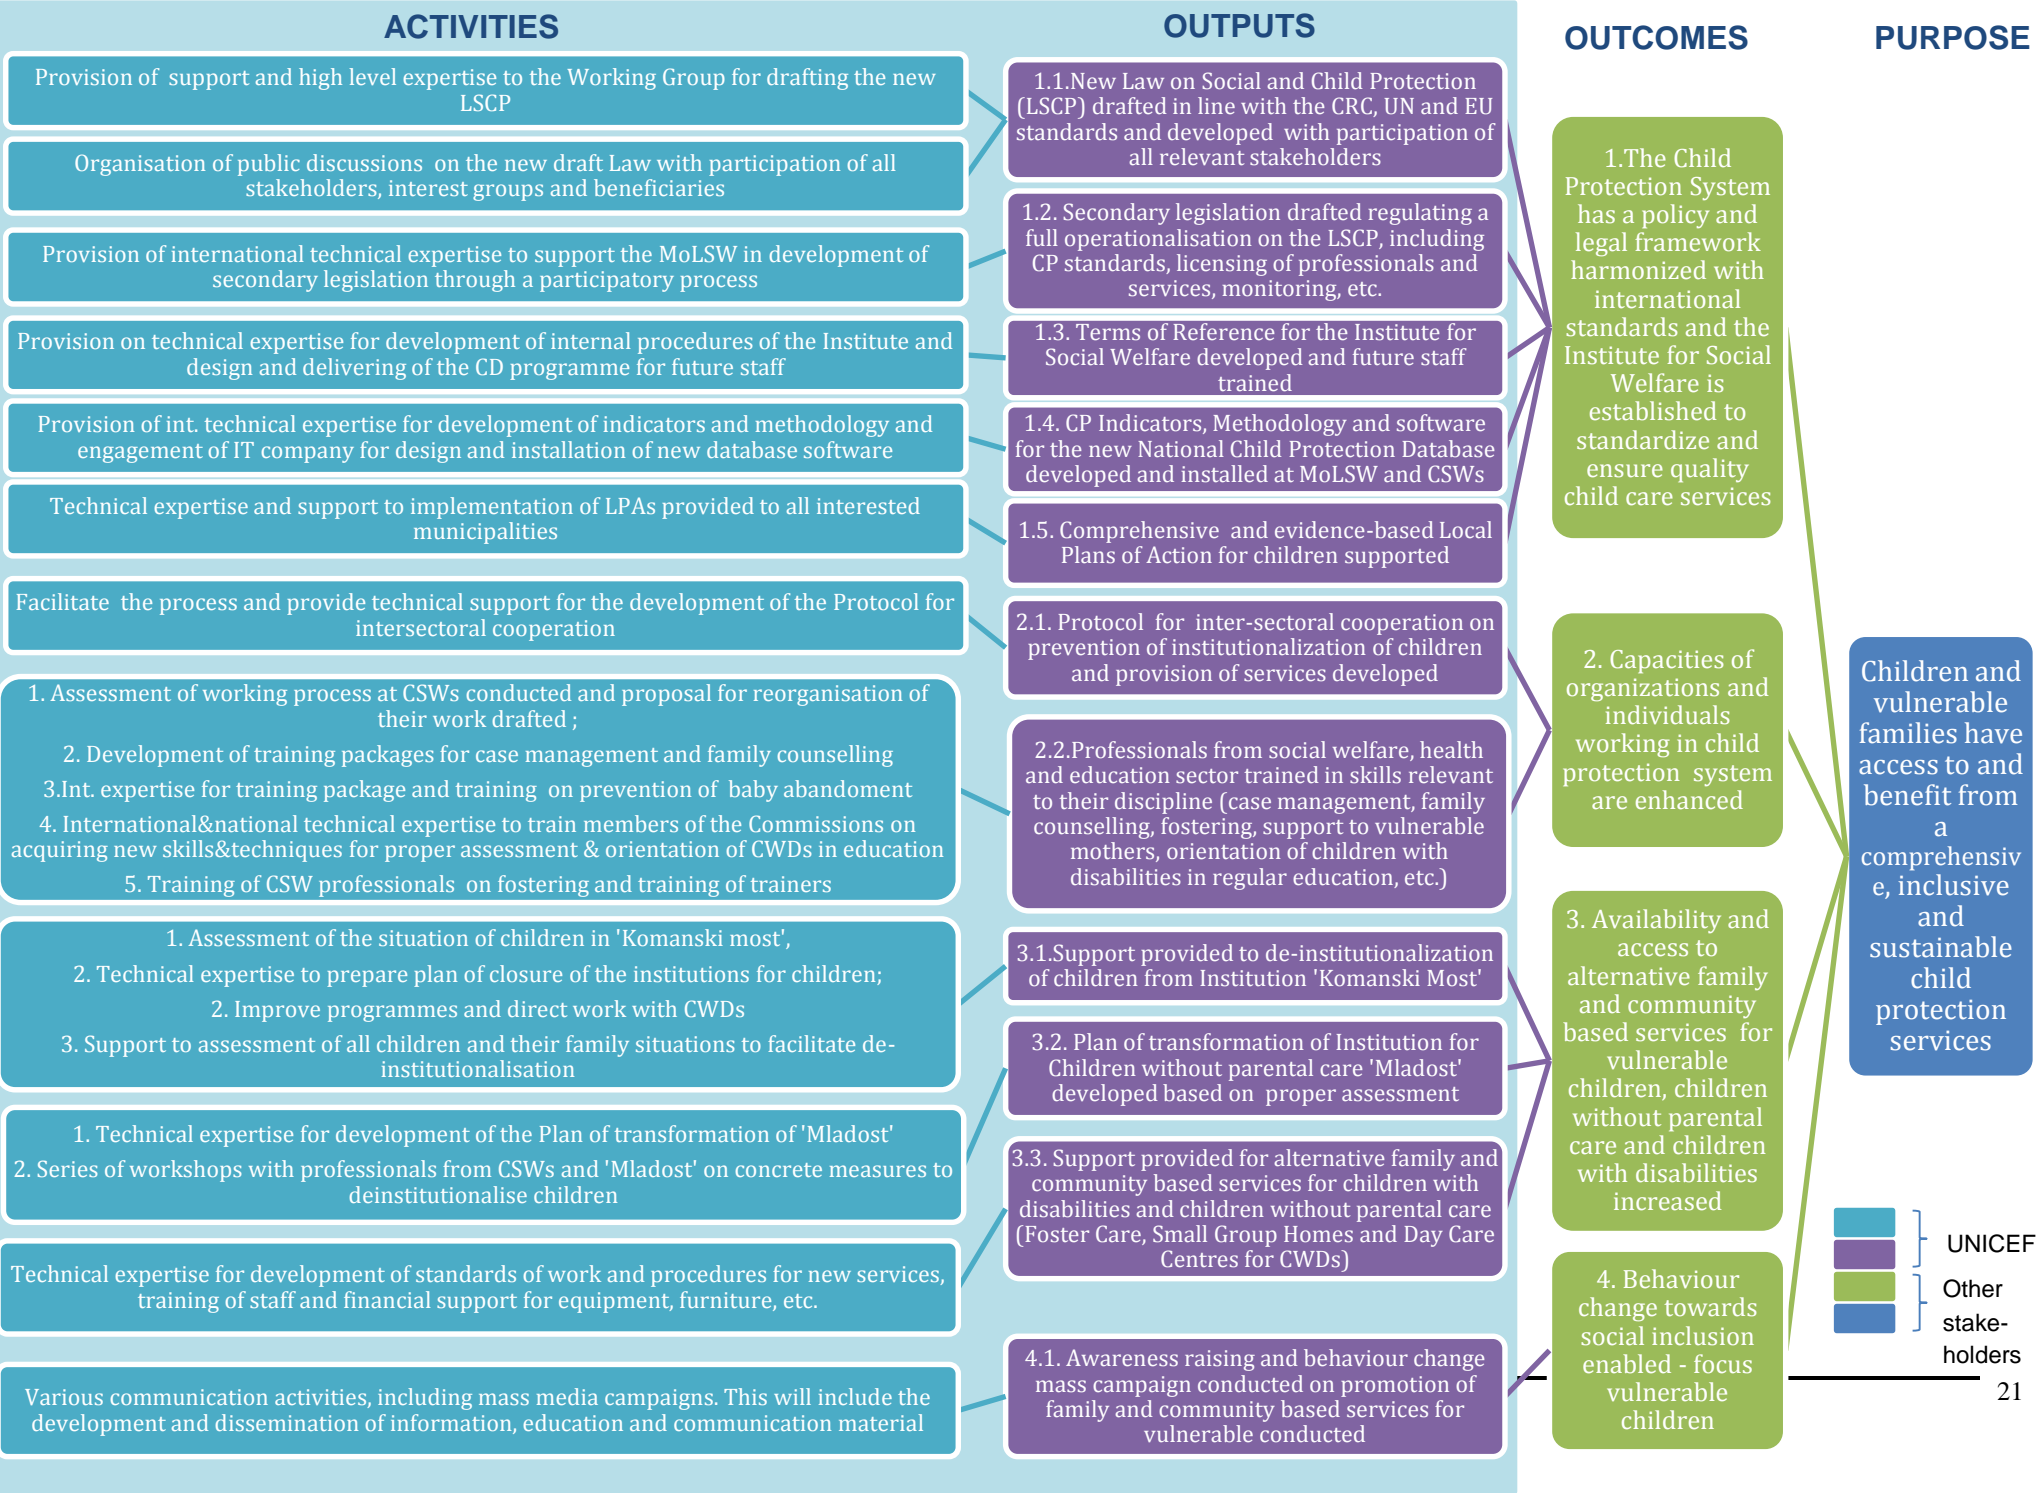 ACTIVITIES
Provision of support and high level expertise to the Working Group for drafting the new
LSCP
Organisation of public discussions on the new draft Law with participation of all
stakeholders, interest groups and beneficiaries
Provision of international technical expertise to support the MoLSW in development of
secondary legislation through a participatory process
Provision on technical expertise for development of internal procedures of the Institute and
design and delivering of the CD programme for future staff
Provision of int. technical expertise for development of indicators and methodology and
engagement of IT company for design and installation of new database software
Technical expertise and support to implementation of LPAs provided to all interested
municipalities
Facilitate the process and provide technical support for the development of the Protocol for
intersectoral cooperation
1. Assessment of working process at CSWs conducted and proposal for reorganisation of
their work drafted ;
2. Development of training packages for case management and family counselling
3.Int. expertise for training package and training on prevention of baby abandoment
4. International&national technical expertise to train members of the Commissions on
acquiring new skills&techniques for proper assessment & orientation of CWDs in education
5. Training of CSW professionals on fostering and training of trainers
1. Assessment of the situation of children in 'Komanski most',
2. Technical expertise to prepare plan of closure of the institutions for children;
2. Improve programmes and direct work with CWDs
3. Support to assessment of all children and their family situations to facilitate de-
institutionalisation
1. Technical expertise for development of the Plan of transformation of 'Mladost'
2. Series of workshops with professionals from CSWs and 'Mladost' on concrete measures to
deinstitutionalise children
Technical expertise for development of standards of work and procedures for new services,
training of staff and financial support for equipment, furniture, etc.
Various communication activities, including mass media campaigns. This will include the
development and dissemination of information, education and communication material
OUTPUTS
1.1.New Law on Social and Child Protection
(LSCP) drafted in line with the CRC, UN and EU
standards and developed with participation of
all relevant stakeholders
1.2. Secondary legislation drafted regulating a
full operationalisation on the LSCP, including
CP standards, licensing of professionals and
services, monitoring, etc.
1.3. Terms of Reference for the Institute for
Social Welfare developed and future staff
trained
1.4. CP Indicators, Methodology and software
for the new National Child Protection Database
developed and installed at MoLSW and CSWs
1.5. Comprehensive and evidence-based Local
Plans of Action for children supported
2.1. Protocol for inter-sectoral cooperation on
prevention of institutionalization of children
and provision of services developed
2.2.Professionals from social welfare, health
and education sector trained in skills relevant
to their discipline (case management, family
counselling, fostering, support to vulnerable
mothers, orientation of children with
disabilities in regular education, etc.)
3.1.Support provided to de-institutionalization
of children from Institution 'Komanski Most'
3.2. Plan of transformation of Institution for
Children without parental care 'Mladost'
developed based on proper assessment
3.3. Support provided for alternative family and
community based services for children with
disabilities and children without parental care
(Foster Care, Small Group Homes and Day Care
Centres for CWDs)
4.1. Awareness raising and behaviour change
mass campaign conducted on promotion of
family and community based services for
vulnerable conducted
OUTCOMES
1.The Child
Protection System
has a policy and
legal framework
harmonized with
international
standards and the
Institute for Social
Welfare is
established to
standardize and
ensure quality
child care services
2. Capacities of
organizations and
individuals
working in child
protection system
are enhanced
3. Availability and
access to
alternative family
and community
based services for
vulnerable
children, children
without parental
care and children
with disabilities
increased
4. Behaviour
change towards
social inclusion
enabled - focus
vulnerable
children
PURPOSE
Children and
vulnerable
families have
access to and
benefit from
a
comprehensiv
e, inclusive
and
sustainable
child
protection
services
UNICEF
Other
stake-
holders
21